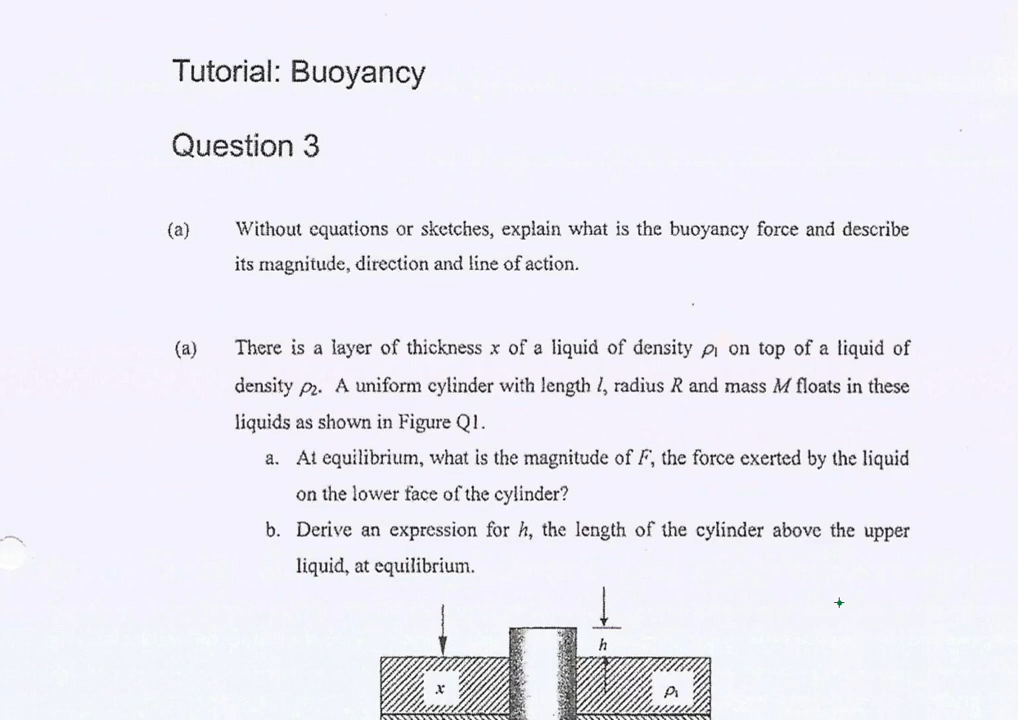 Tutorial: Buoyancy
Question 3
(a) Without equations or sketches, explain what is the buoyancy force and describe
its magnitude, direction and line of action.
(a) There is a layer of thickness x of a liquid of density ρ₁ on top of a liquid of
density ρ₂. A uniform cylinder with length l, radius R and mass M floats in these
liquids as shown in Figure Q1.
a. At equilibrium, what is the magnitude of F, the force exerted by the liquid
on the lower face of the cylinder?
b. Derive an expression for h, the length of the cylinder above the upper
liquid, at equilibrium.
h
x ρ₁